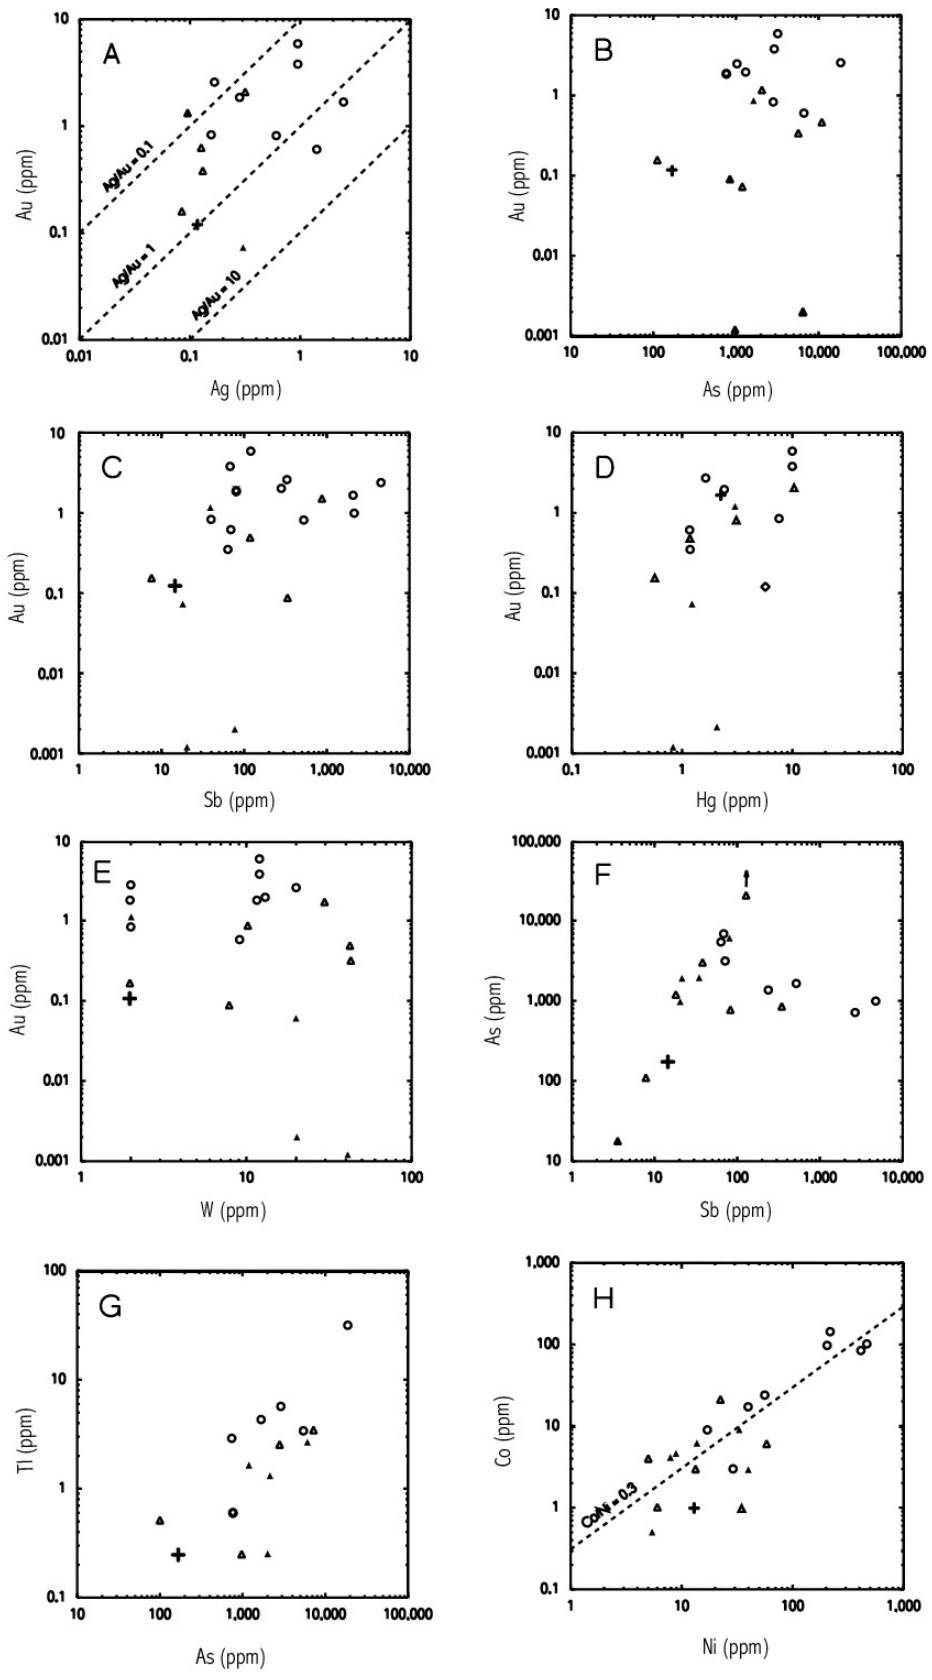 A
10
1
0.1
0.01
Au (ppm)
Ag/Au = 0.1
Ag/Au = 1
Ag/Au = 10
0.01
0.1
1
10
Ag (ppm)
B
10
1
0.1
0.01
0.001
Au (ppm)
10
100
1,000
10,000
100,000
As (ppm)
C
10
1
0.1
0.01
0.001
Au (ppm)
1
10
100
1,000
10,000
Sb (ppm)
D
10
1
0.1
0.01
0.001
Au (ppm)
0.1
1
10
100
Hg (ppm)
E
10
1
0.1
0.01
0.001
Au (ppm)
1
10
100
W (ppm)
F
100,000
10,000
1,000
100
10
As (ppm)
1
10
100
1,000
10,000
Sb (ppm)
G
100
10
1
0.1
Tl (ppm)
10
100
1,000
10,000
100,000
As (ppm)
H
1,000
100
10
1
0.1
Co (ppm)
Co/Ni = 0.3
1
10
100
1,000
Ni (ppm)